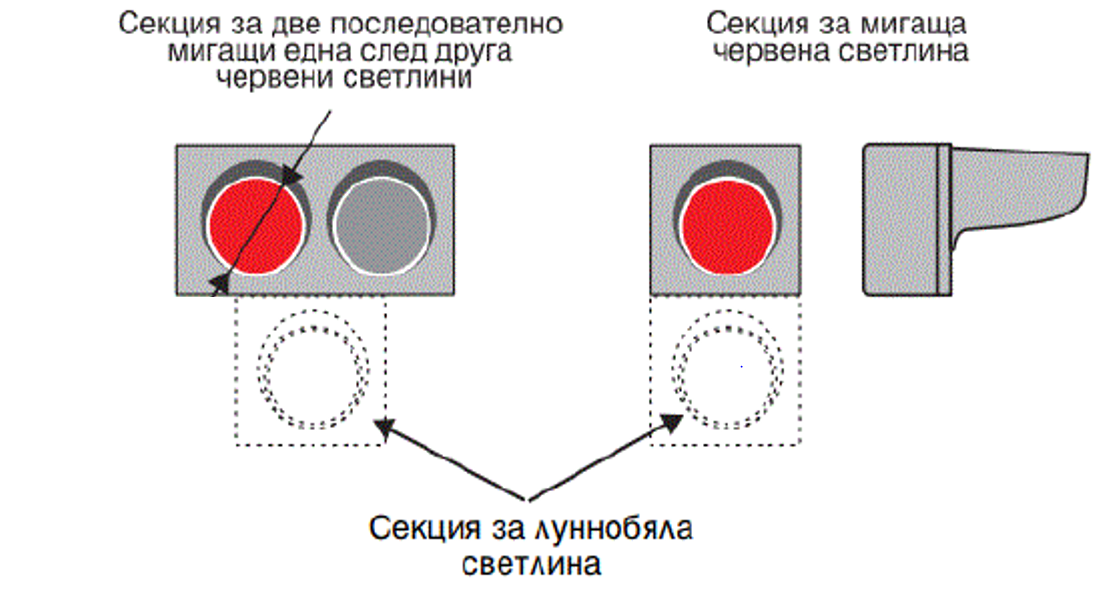 Секция за две последователно
мигащи една след друга
червени светлини
Секция за мигаща
червена светлина
Секция за луннобяла
светлина